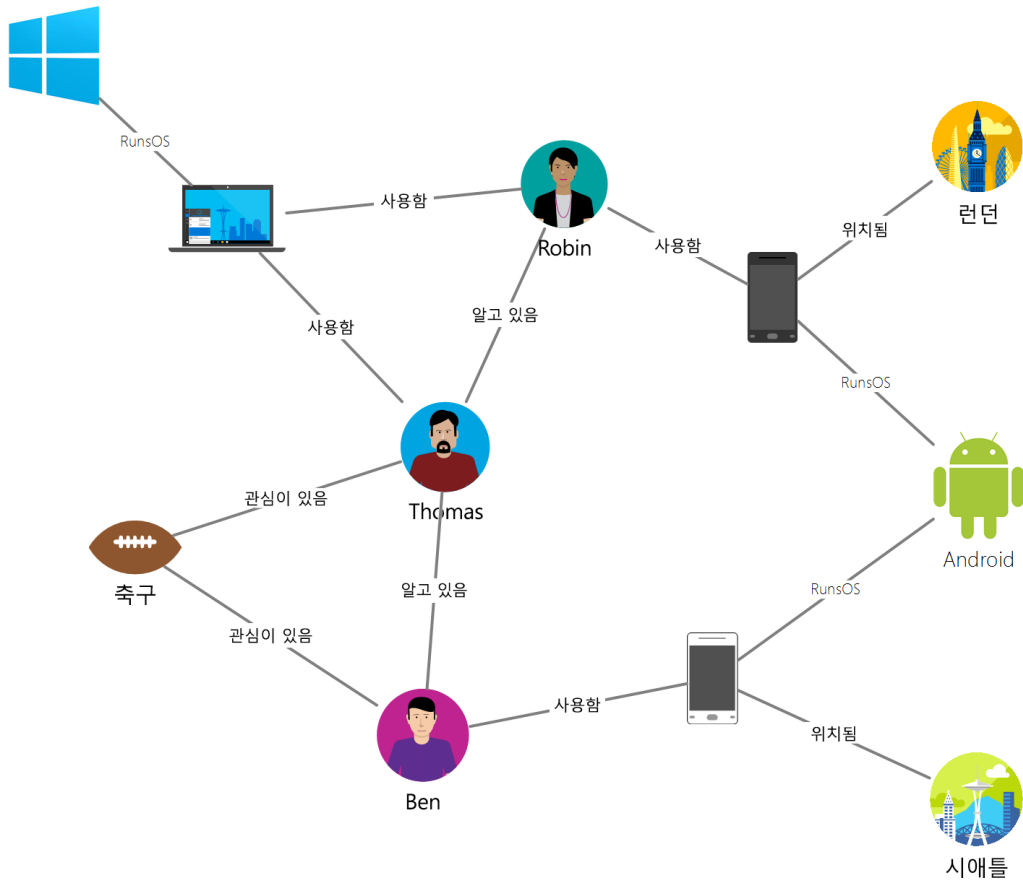 RunsOS
사용함
런던
위치됨
Robin
사용함
알고 있음
사용함
RunsOS
관심이 있음
Thomas
Android
축구
알고 있음
RunsOS
관심이 있음
사용함
위치됨
Ben
시애틀